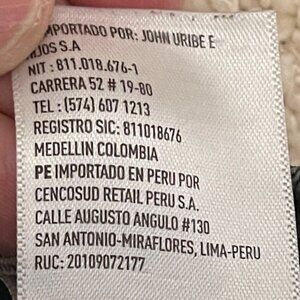 IMPORTADO POR: JOHN URIBE E
HIJOS S.A
NIT : 811.018.676-1
CARRERA 52 # 19-80
TEL : (574) 607 1213
REGISTRO SIC: 811018676
MEDELLIN COLOMBIA
PE IMPORTADO EN PERU POR
CENCOSUD RETAIL PERU S.A.
CALLE AUGUSTO ANGULO #130
SAN ANTONIO-MIRAFLORES, LIMA-PERU
RUC: 20109072177